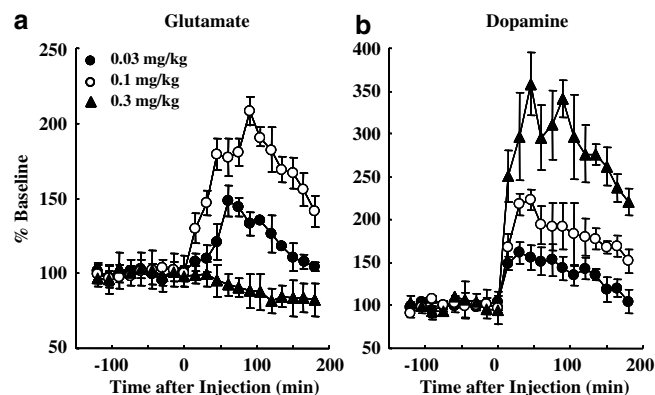 a Glutamate
0.03 mg/kg
0.1 mg/kg
0.3 mg/kg
% Baseline
250
200
150
100
50
-100 0 100 200
Time after Injection (min)
b Dopamine
400
350
300
250
200
150
100
50
-100 0 100 200
Time after Injection (min)